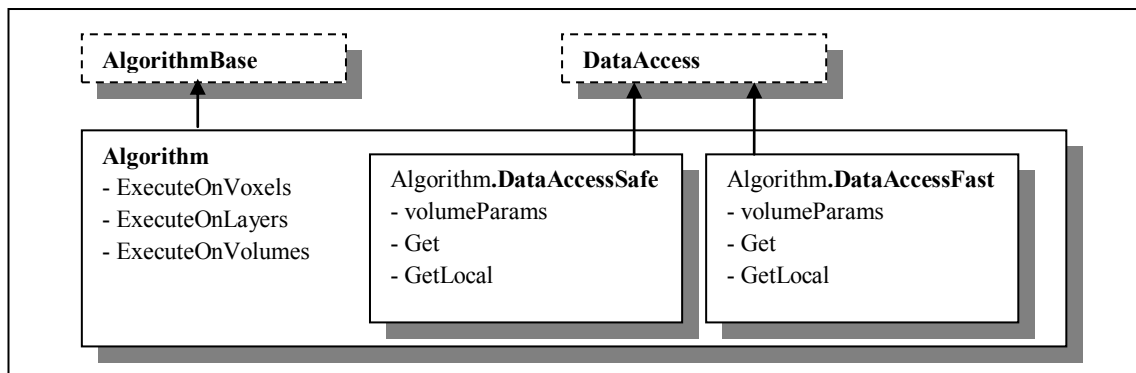 AlgorithmBase
DataAccess
Algorithm
- ExecuteOnVoxels
- ExecuteOnLayers
- ExecuteOnVolumes
Algorithm.DataAccessSafe
- volumeParams
- Get
- GetLocal
Algorithm.DataAccessFast
- volumeParams
- Get
- GetLocal